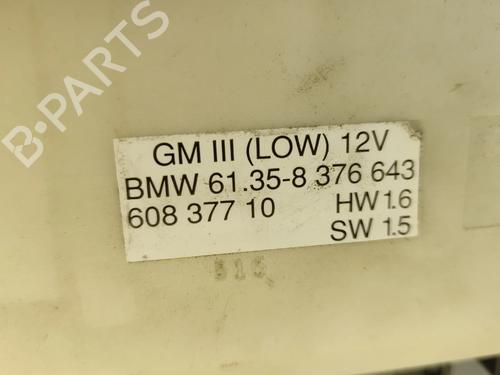 B-PARTS
GM III (LOW) 12V
BMW 61.35-8 376 643
608 377 10 HW 1.6
SW 1.5